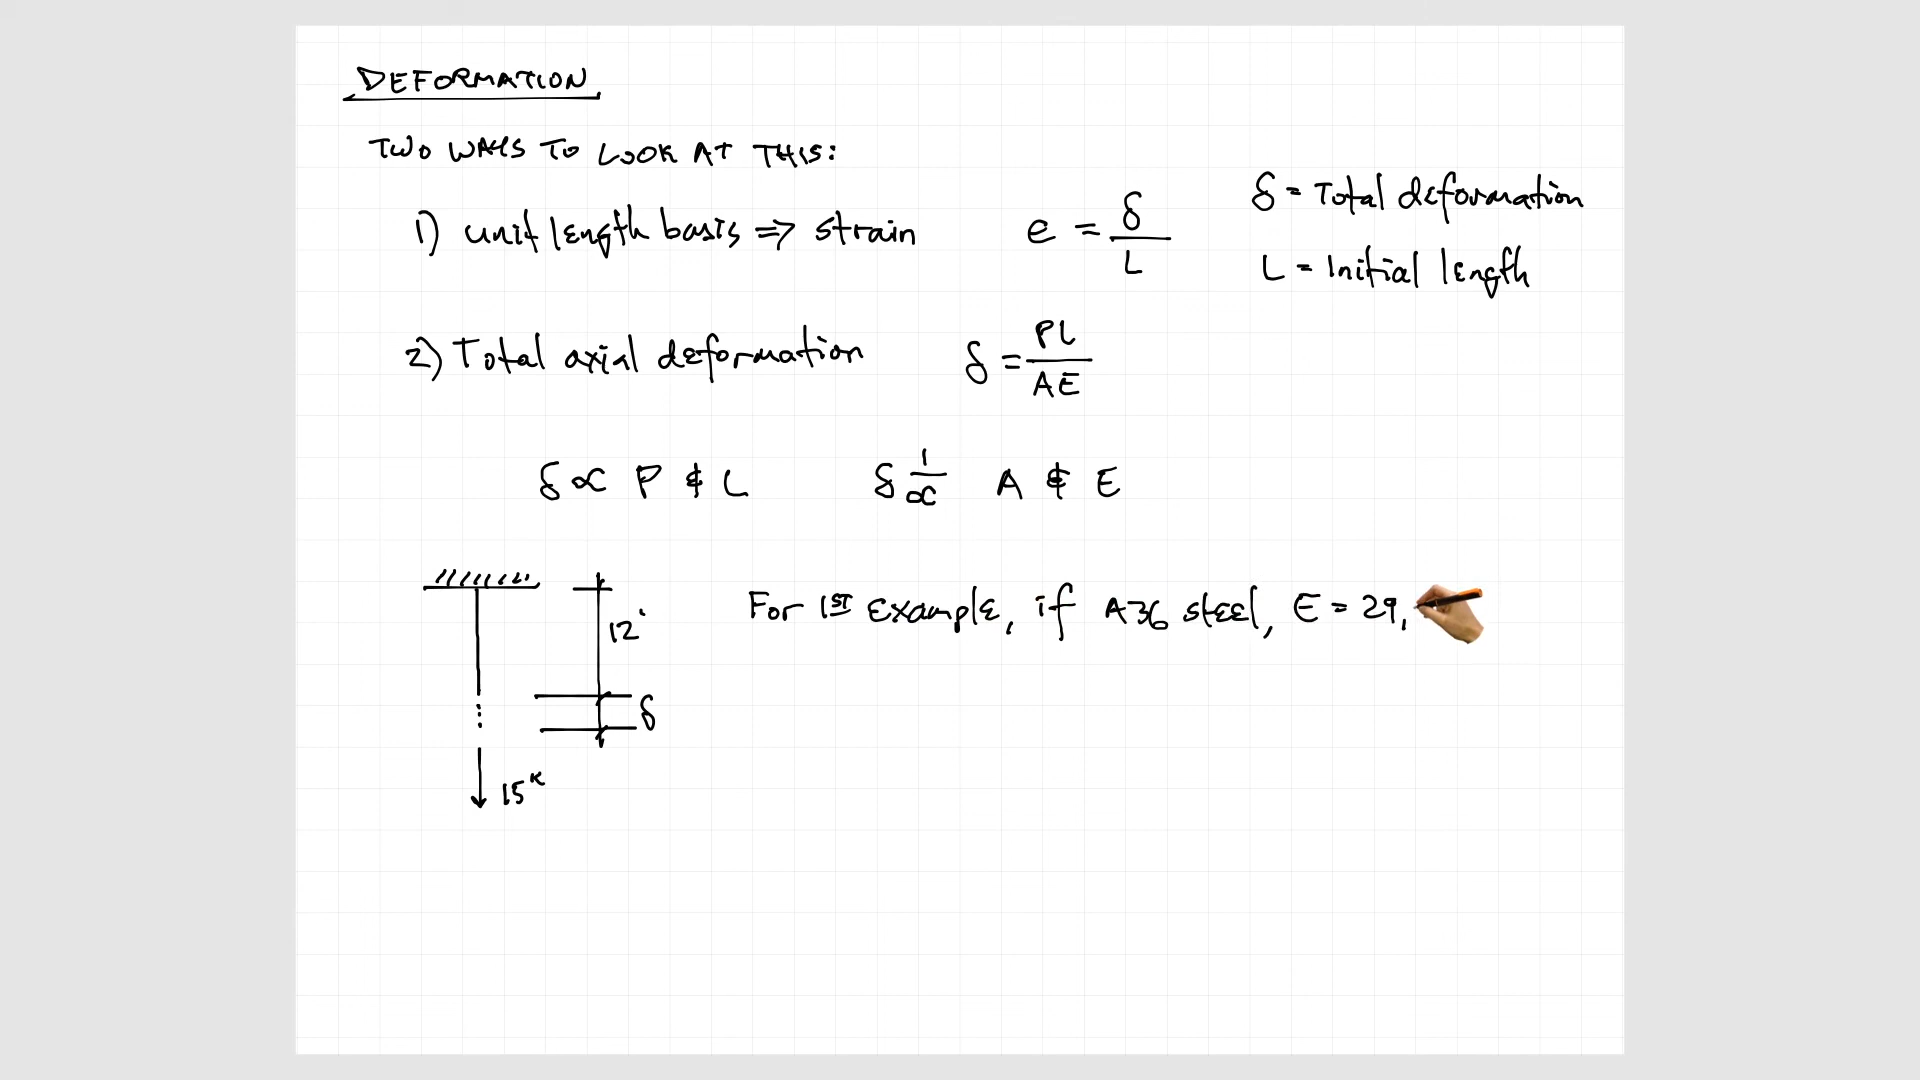 DEFORMATION
TWO WAYS TO LOOK AT THIS:
1) unit length basis ⇒ strain e = δ/L
δ = Total deformation
L = Initial length
2) Total axial deformation δ = PL/AE
δ ∝ P & L δ 1/∝ A & E
12'
δ
15ᴷ
For 1ST Example, if A36 steel, E = 29,